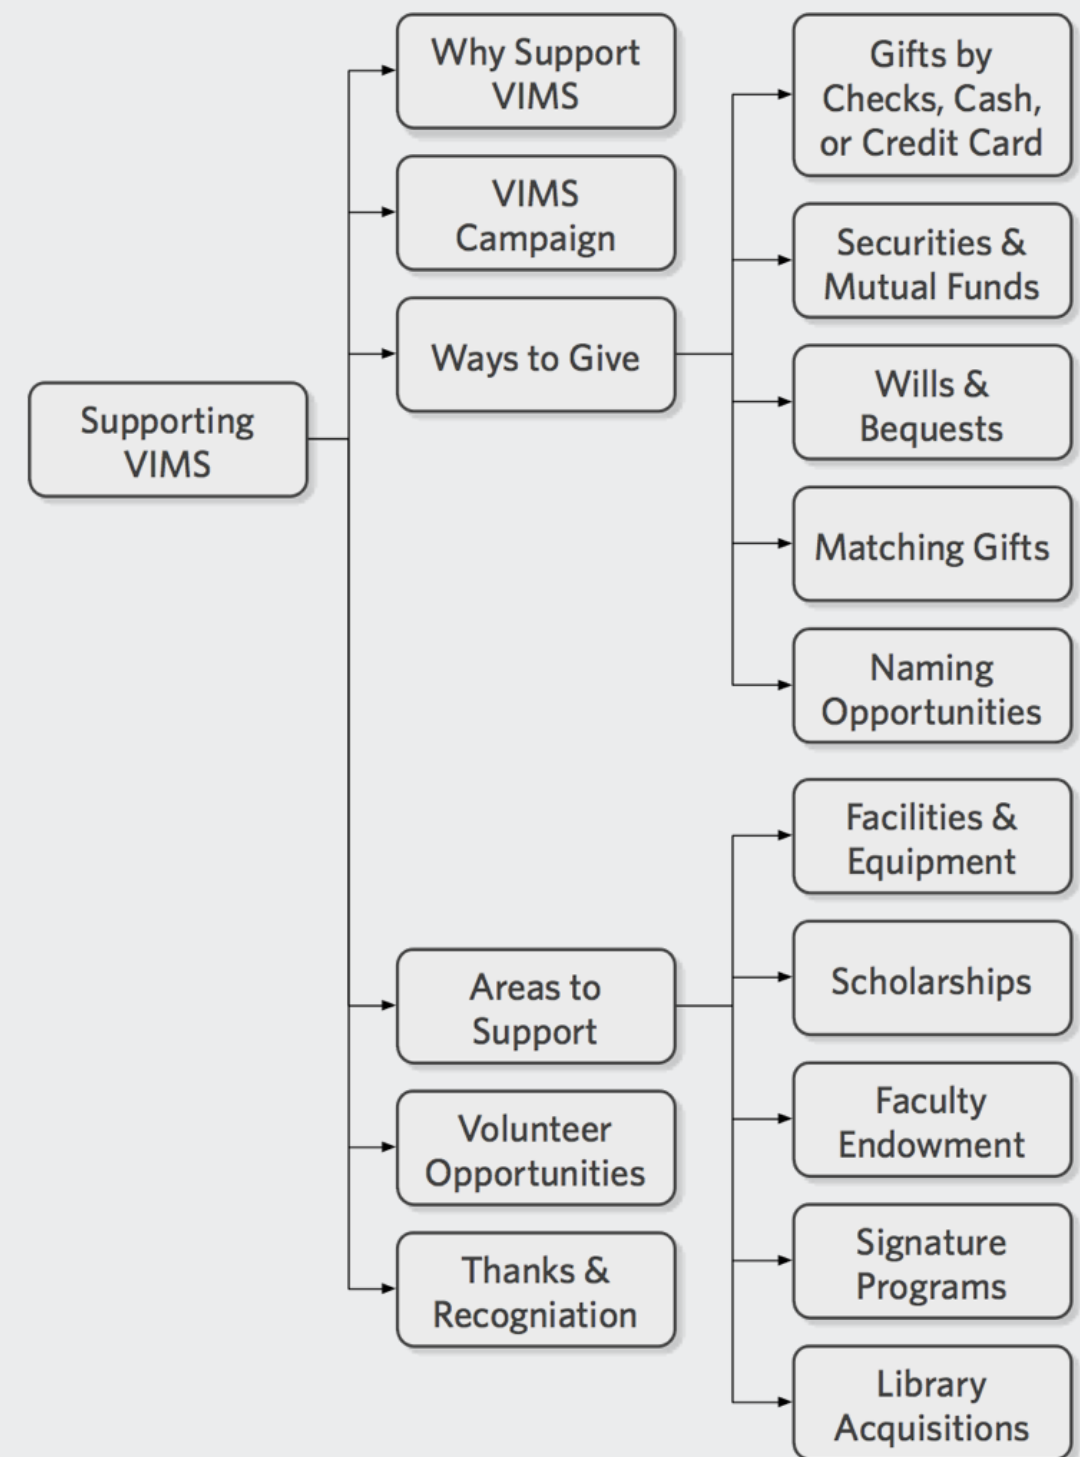 Supporting
VIMS
Why Support
VIMS
VIMS
Campaign
Ways to Give
Gifts by
Checks, Cash,
or Credit Card
Securities &
Mutual Funds
Wills &
Bequests
Matching Gifts
Naming
Opportunities
Areas to
Support
Facilities &
Equipment
Scholarships
Faculty
Endowment
Signature
Programs
Library
Acquisitions
Volunteer
Opportunities
Thanks &
Recogniation